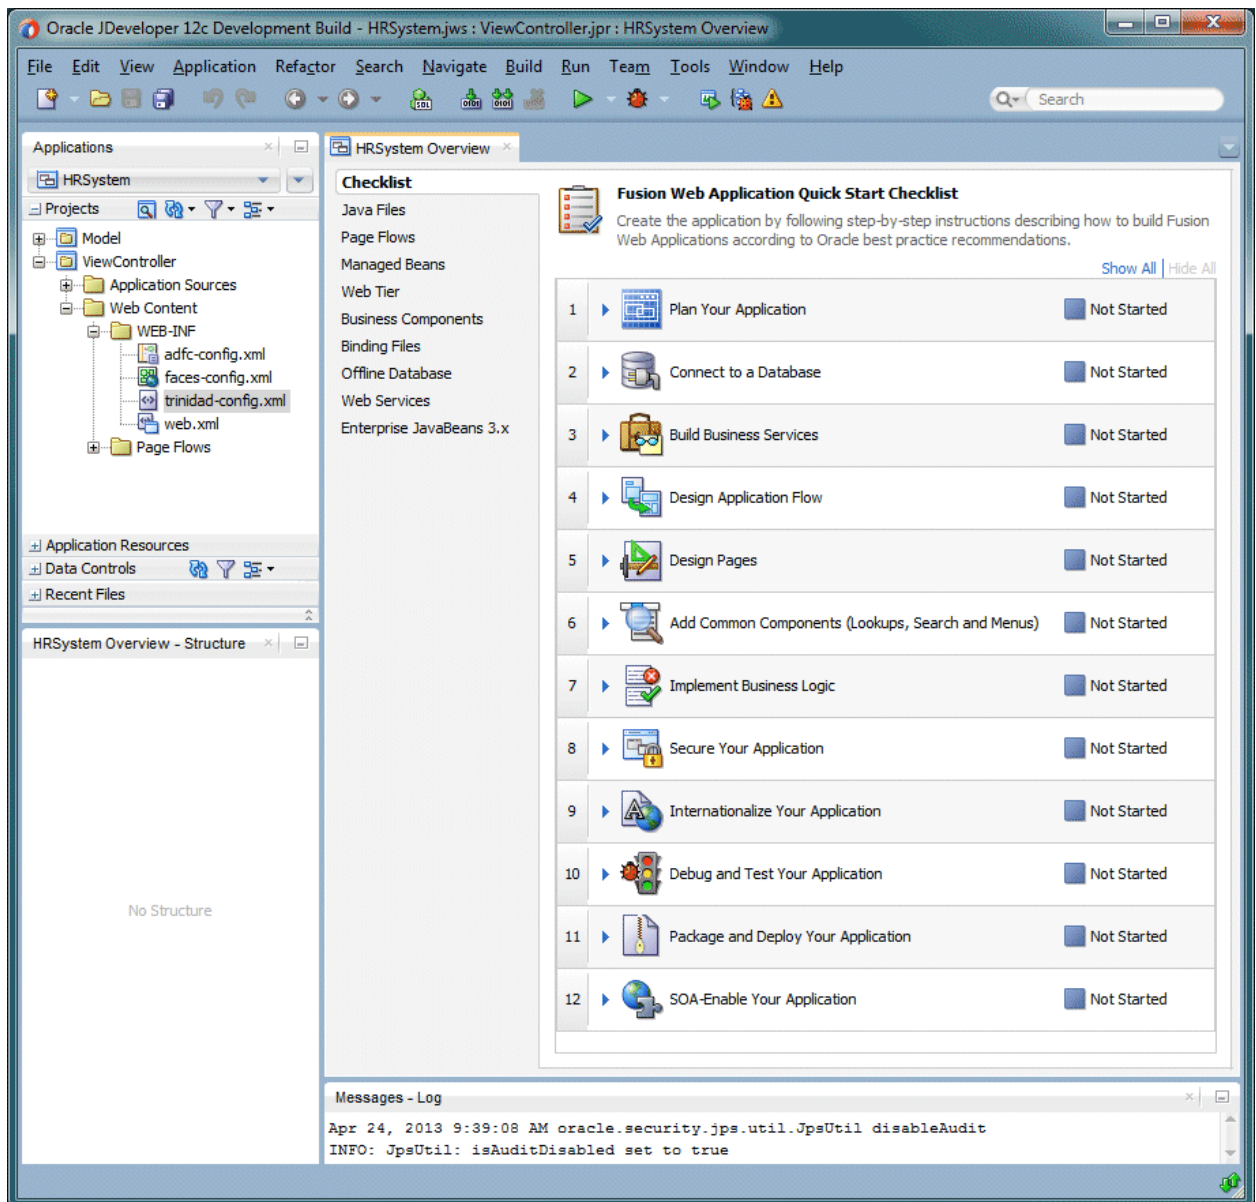 Oracle JDeveloper 12c Development Build - HRSystem.jws : ViewController.jpr : HRSystem Overview
File Edit View Application Refactor Search Navigate Build Run Team Tools Window Help
Search
Applications
HRSystem
Projects
Model
ViewController
Application Sources
Web Content
WEB-INF
adfc-config.xml
faces-config.xml
trinidad-config.xml
web.xml
Page Flows
Application Resources
Data Controls
Recent Files
HRSystem Overview - Structure
No Structure
HRSystem Overview
Checklist
Java Files
Page Flows
Managed Beans
Web Tier
Business Components
Binding Files
Offline Database
Web Services
Enterprise JavaBeans 3.x
Fusion Web Application Quick Start Checklist
Create the application by following step-by-step instructions describing how to build Fusion
Web Applications according to Oracle best practice recommendations.
Show All | Hide All
1 Plan Your Application Not Started
2 Connect to a Database Not Started
3 Build Business Services Not Started
4 Design Application Flow Not Started
5 Design Pages Not Started
6 Add Common Components (Lookups, Search and Menus) Not Started
7 Implement Business Logic Not Started
8 Secure Your Application Not Started
9 Internationalize Your Application Not Started
10 Debug and Test Your Application Not Started
11 Package and Deploy Your Application Not Started
12 SOA-Enable Your Application Not Started
Messages - Log
Apr 24, 2013 9:39:08 AM oracle.security.jps.util.JpsUtil disableAudit
INFO: JpsUtil: isAuditDisabled set to true